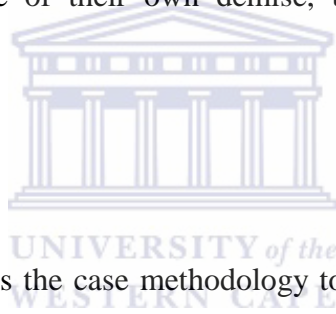 e of their own demise, t
UNIVERSITY of the
s the case methodology to
WESTERN CAPE